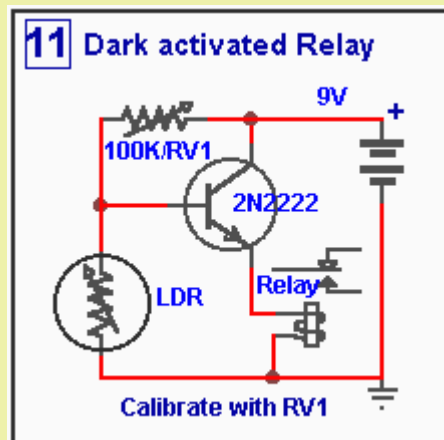 11 Dark activated Relay
9V
+
100K/RV1
2N2222
Relay
LDR
Calibrate with RV1